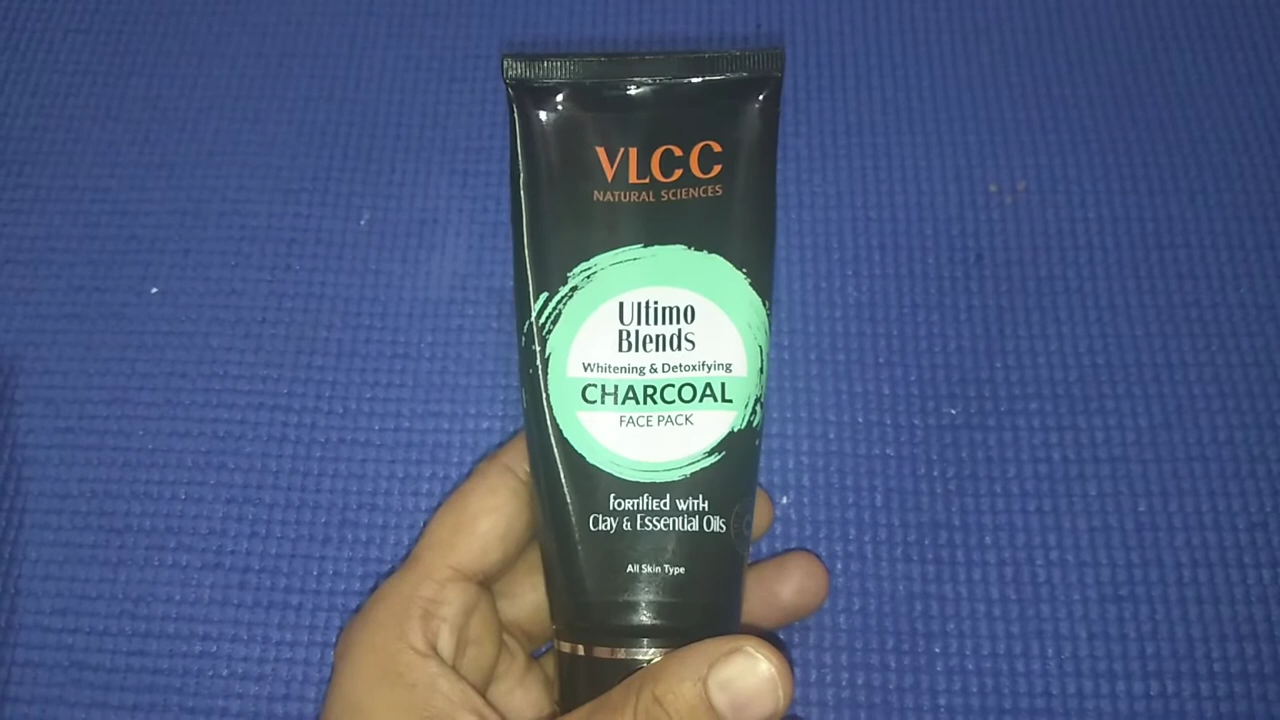 VLCC
NATURAL SCIENCES
Ultimo
Blends
Whitening & Detoxifying
CHARCOAL
FACE PACK
fortified with
Clay & Essential Oils
All Skin Type